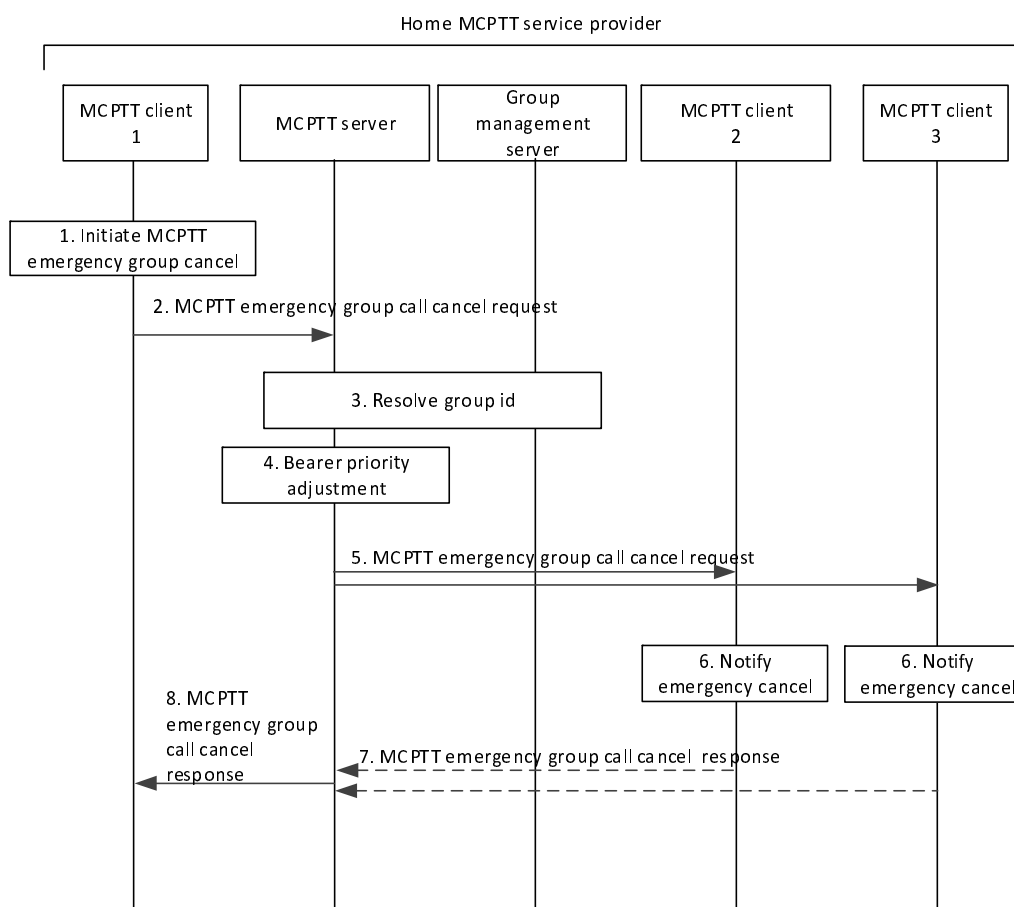 Home MCPTT service provider
MCPTT client
1
MCPTT server
Group
management
server
MCPTT client
2
MCPTT client
3
1. Initiate MCPTT
emergency group cancel
2. MCPTT emergency group call cancel request
3. Resolve group id
4. Bearer priority
adjustment
5. MCPTT emergency group call cancel request
6. Notify
emergency cancel
6. Notify
emergency cancel
8. MCPTT
emergency group
call cancel
response
7. MCPTT emergency group call cancel response